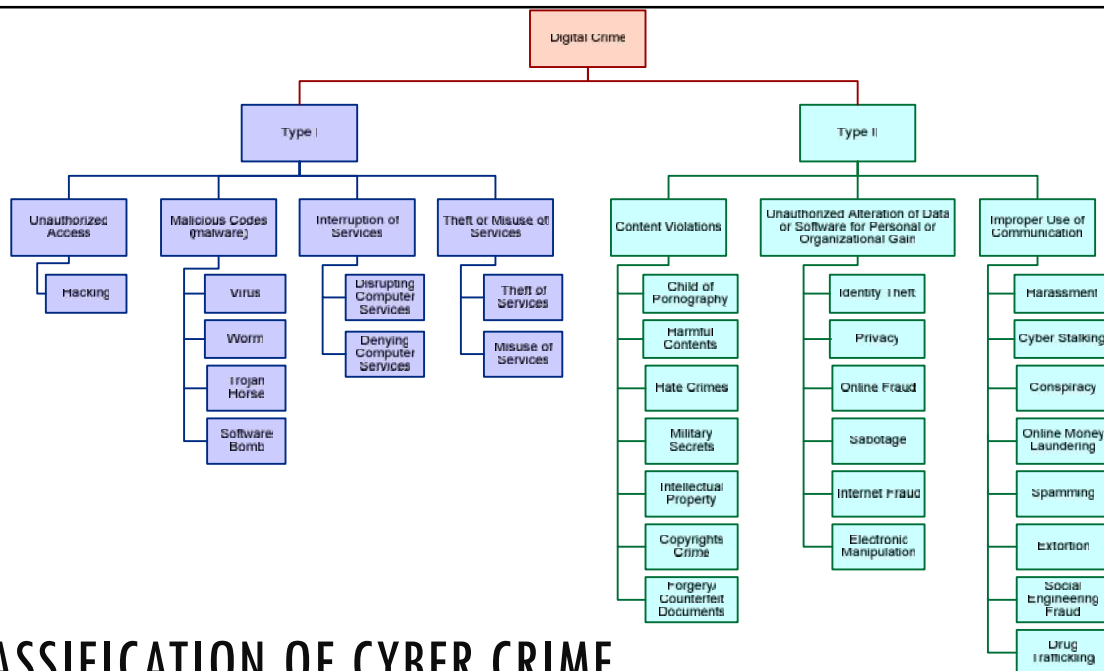 Digital Crime
Type I
Type II
Unauthorized
Access
Malicious Codes
(malware)
Interruption of
Services
Theft or Misuse of
Services
Content Violations
Unauthorized Alteration of Data
or Software for Personal or
Organizational Gain
Improper Use of
Communication
Hacking
Virus
Worm
Trojan
Horse
Software
Bomb
Disrupting
Computer
Services
Denying
Computer
Services
Theft of
Services
Misuse of
Services
Child of
Pornography
Harmful
Contents
Hate Crimes
Military
Secrets
Intellectual
Property
Copyrights
Crime
Forgery/
Counterfeit
Documents
Identity Theft
Privacy
Online Fraud
Sabotage
Internet Fraud
Electronic
Manipulation
Harassment
Cyber Stalking
Conspiracy
Online Money
Laundering
Spamming
Extortion
Social
Engineering
Fraud
Drug
Trafficking
ASSIFICATION OF CYBER CRIME